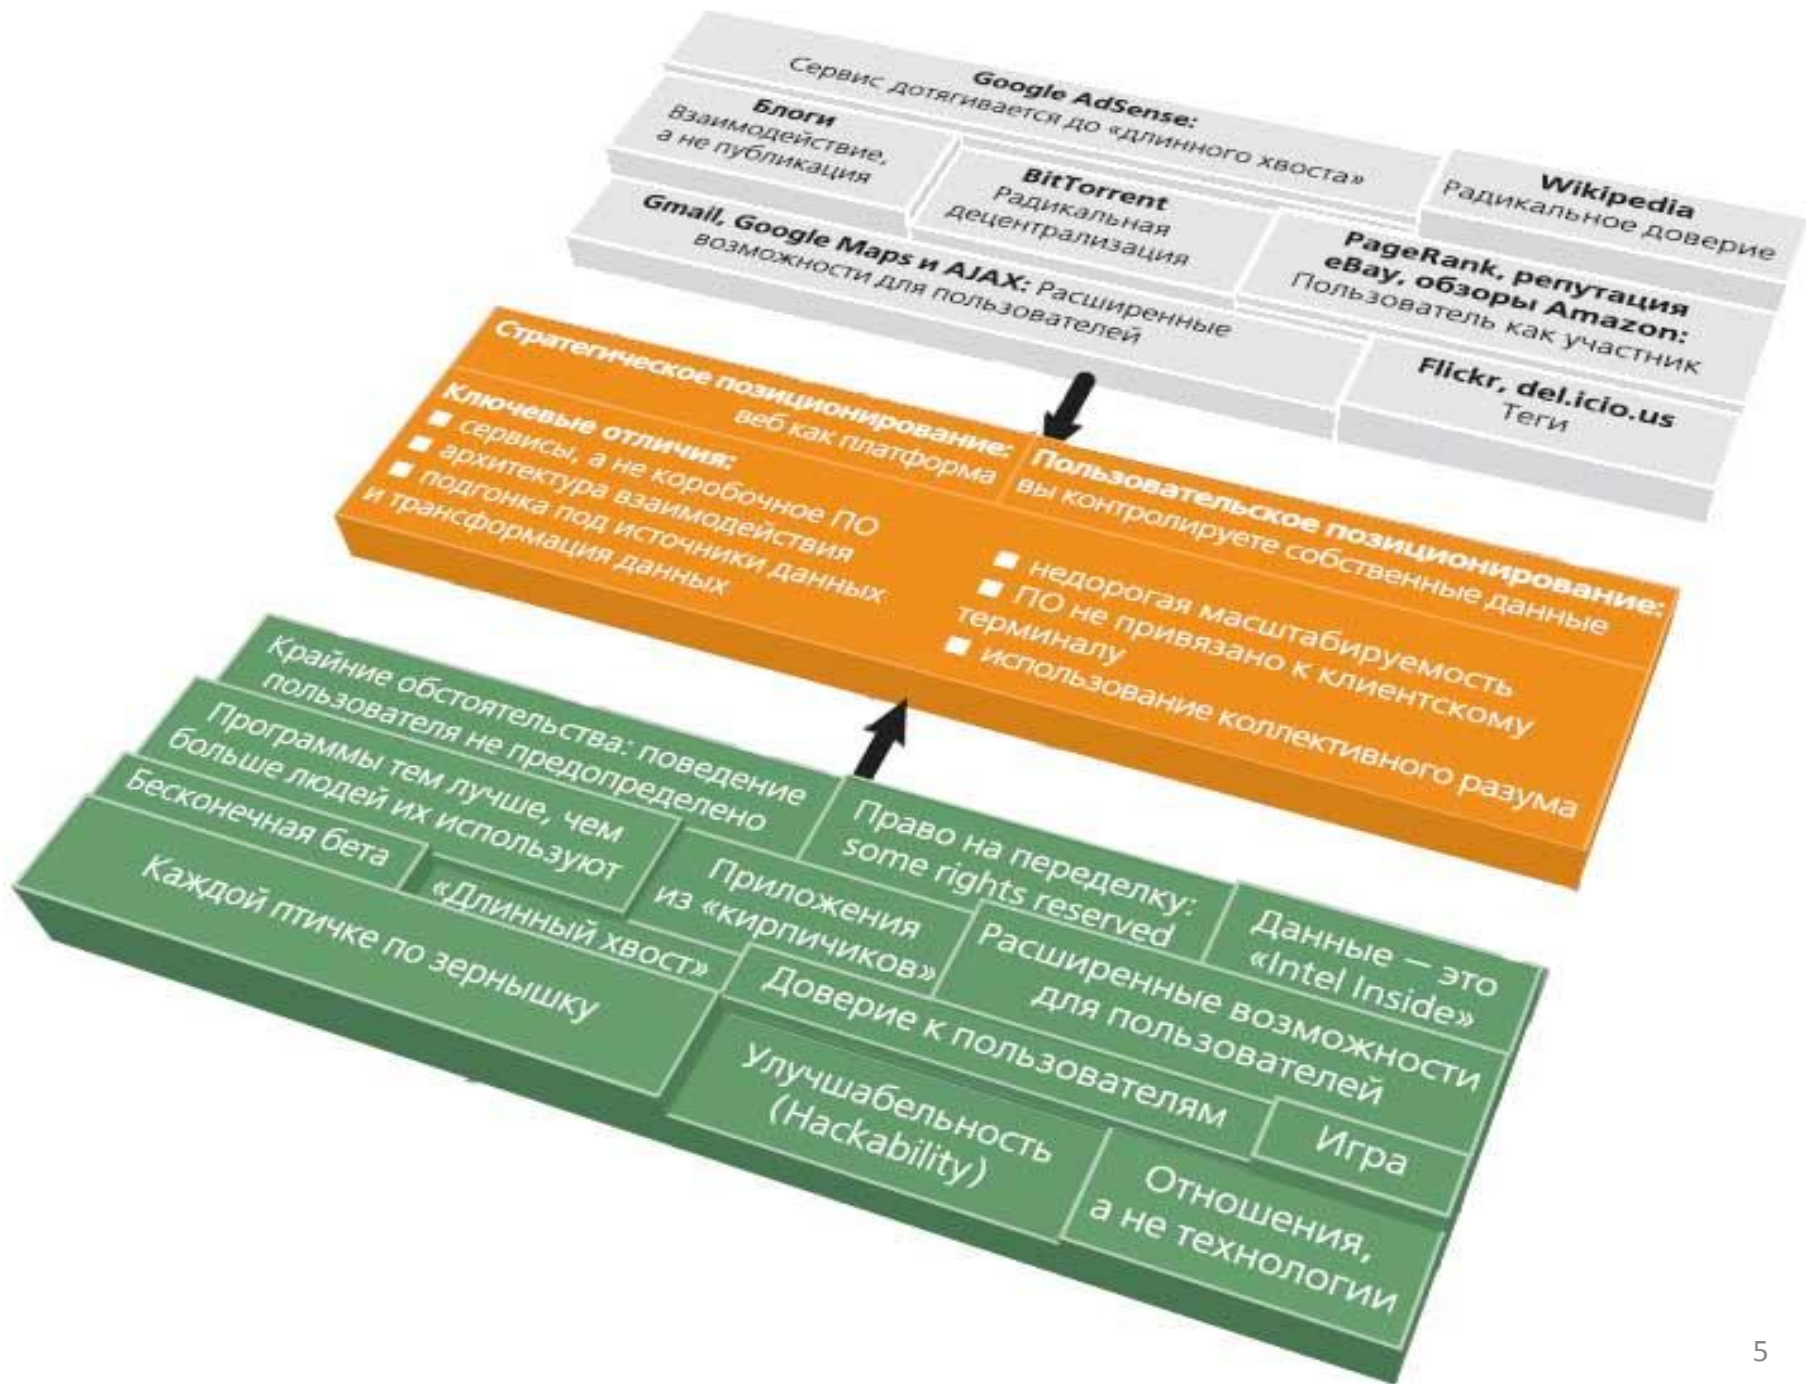 Google AdSense:
Сервис дотягивается до «длинного хвоста»
Блоги
Взаимодействие,
а не публикация
BitTorrent
Радикальная
децентрализация
Wikipedia
Радикальное доверие
Gmail, Google Maps и AJAX: Расширенные
возможности для пользователей
PageRank, репутация
eBay, обзоры Amazon:
Пользователь как участник
Flickr, del.icio.us
Теги
Стратегическое позиционирование:
веб как платформа
Пользовательское позиционирование:
вы контролируете собственные данные
Ключевые отличия:
■ сервисы, а не коробочное ПО
■ архитектура взаимодействия
■ подгонка под источники данных
и трансформация данных
■ недорогая масштабируемость
■ ПО не привязано к клиентскому
терминалу
■ использование коллективного разума
Крайние обстоятельства: поведение
пользователя не предопределено
Право на переделку:
some rights reserved
Данные — это
«Intel Inside»
Программы тем лучше, чем
больше людей их используют
Приложения
из «кирпичиков»
Расширенные возможности
для пользователей
Бесконечная бета
«Длинный хвост»
Доверие к пользователям
Игра
Каждой птичке по зернышку
Улучшабельность
(Hackability)
Отношения,
а не технологии
5